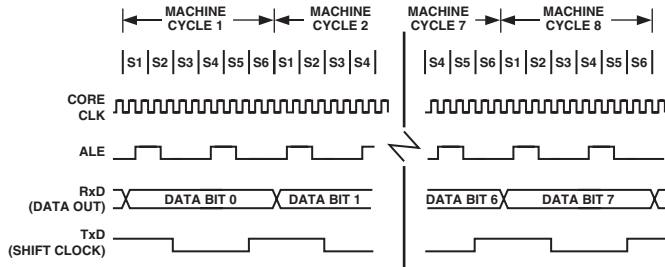 MACHINE CYCLE 1
MACHINE CYCLE 2
MACHINE CYCLE 7
MACHINE CYCLE 8
S1 S2 S3 S4 S5 S6 S1 S2 S3 S4
S4 S5 S6 S1 S2 S3 S4 S5 S6
CORE CLK
ALE
RxD (DATA OUT)
DATA BIT 0
DATA BIT 1
DATA BIT 6
DATA BIT 7
TxD (SHIFT CLOCK)